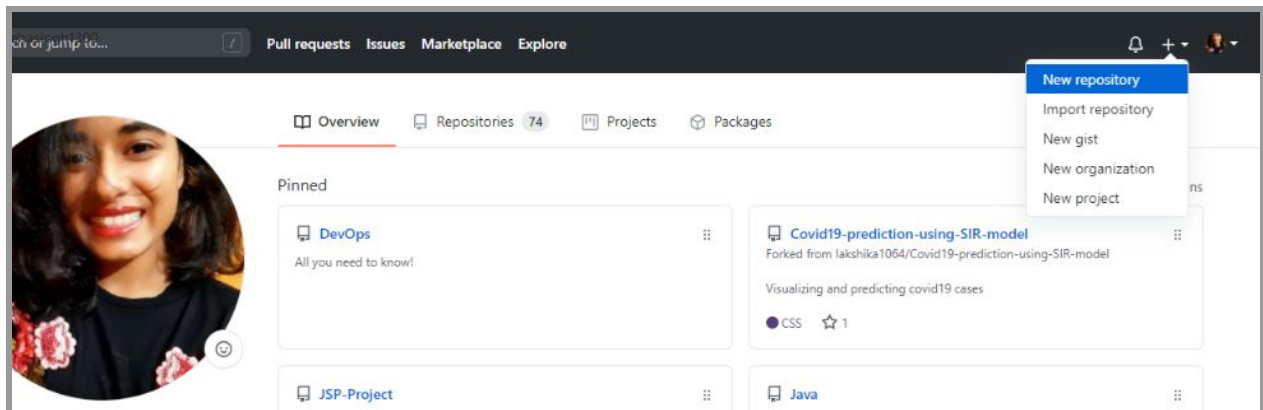 ch or jump to... /
Pull requests Issues Marketplace Explore
New repository
Import repository
New gist
New organization
New project
Overview Repositories 74 Projects Packages
Pinned
ns
DevOps
All you need to know!
Covid19-prediction-using-SIR-model
Forked from lakshika1064/Covid19-prediction-using-SIR-model
Visualizing and predicting covid19 cases
CSS 1
JSP-Project
Java